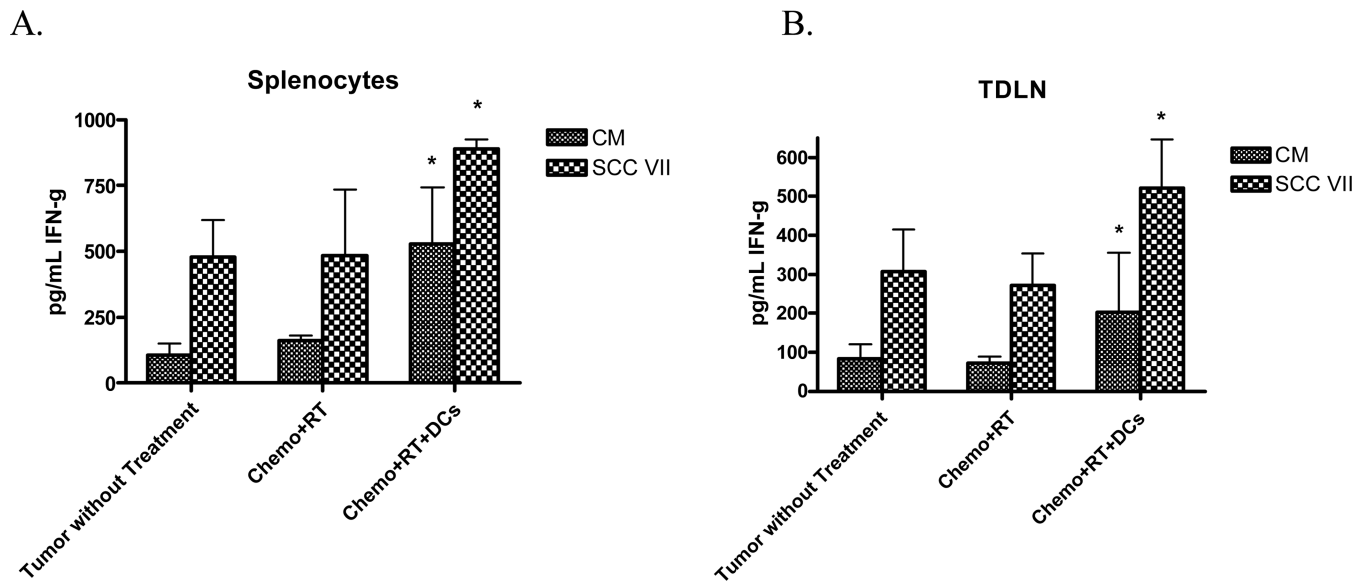 A.
Splenocytes
*
*
1000
750
500
250
0
pg/mL IFN-g
CM
SCC VII
Tumor without Treatment
Chemo+RT
Chemo+RT+DCs
B.
TDLN
*
*
600
500
400
300
200
100
0
pg/mL IFN-g
CM
SCC VII
Tumor without Treatment
Chemo+RT
Chemo+RT+DCs